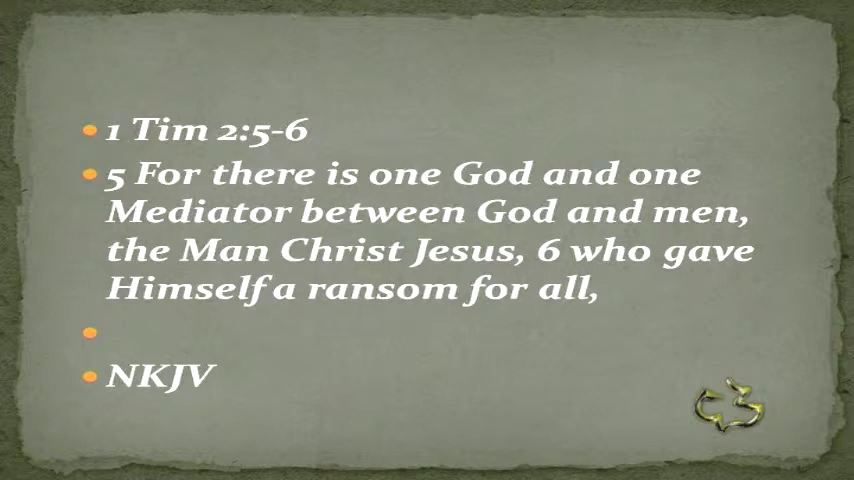 1 Tim 2:5-6
5 For there is one God and one
Mediator between God and men,
the Man Christ Jesus, 6 who gave
Himself a ransom for all,
NKJV